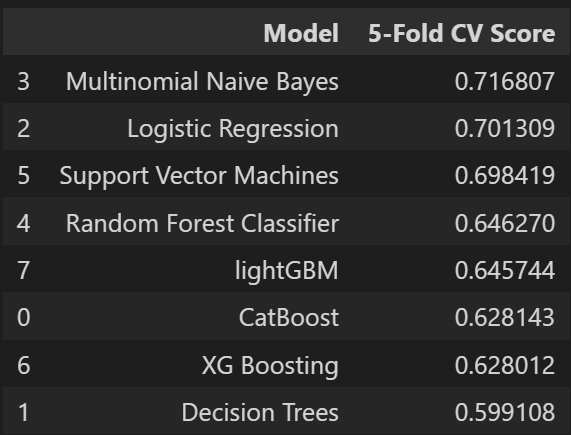 Model 5-Fold CV Score
3 Multinomial Naive Bayes 0.716807
2 Logistic Regression 0.701309
5 Support Vector Machines 0.698419
4 Random Forest Classifier 0.646270
7 lightGBM 0.645744
0 CatBoost 0.628143
6 XG Boosting 0.628012
1 Decision Trees 0.599108